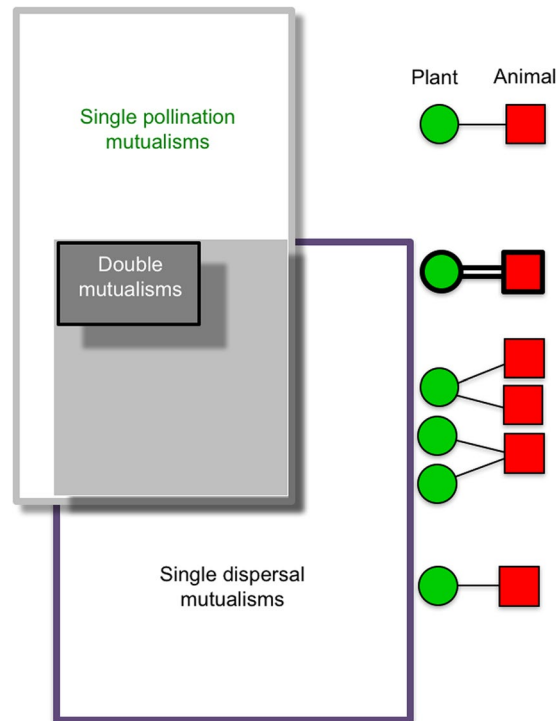 Plant Animal
Single pollination
mutualisms
Double
mutualisms
Single dispersal
mutualisms